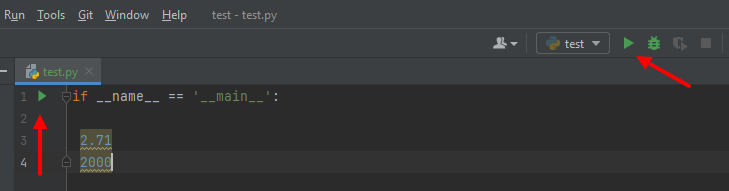 Run Tools Git Window Help test - test.py
test
test.py
1 if __name__ == '__main__':
2
3 2.71
4 2000